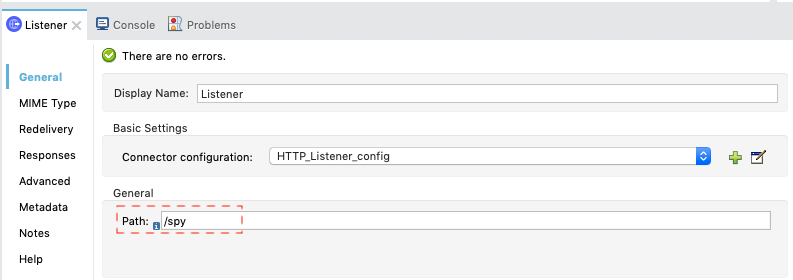 Listener Console Problems
There are no errors.
General
MIME Type
Redelivery
Responses
Advanced
Metadata
Notes
Help
Display Name: Listener
Basic Settings
Connector configuration: HTTP_Listener_config
General
Path: /spy